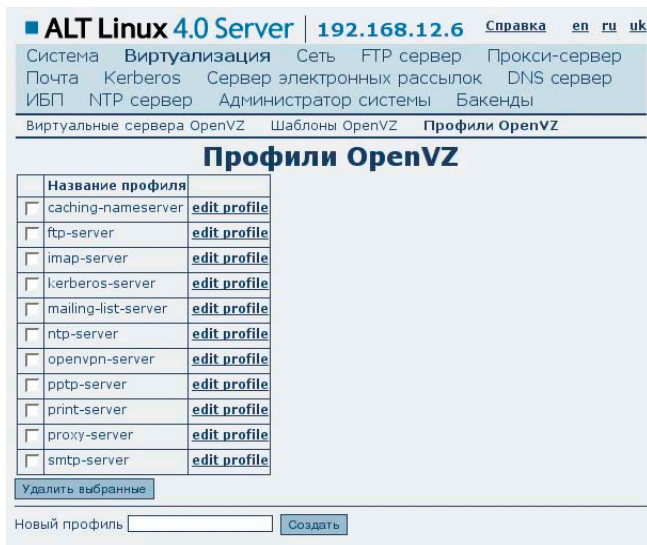 ALT Linux 4.0 Server 192.168.12.6 Справка en ru uk
Система Виртуализация Сеть FTP сервер Прокси-сервер
Почта Kerberos Сервер электронных рассылок DNS сервер
ИБП NTP сервер Администратор системы Бакенды
Виртуальные сервера OpenVZ Шаблоны OpenVZ Профили OpenVZ
Профили OpenVZ
Название профиля
caching-nameserver edit profile
ftp-server edit profile
imap-server edit profile
kerberos-server edit profile
mailing-list-server edit profile
ntp-server edit profile
openvpn-server edit profile
pptp-server edit profile
print-server edit profile
proxy-server edit profile
smtp-server edit profile
Удалить выбранные
Новый профиль Создать